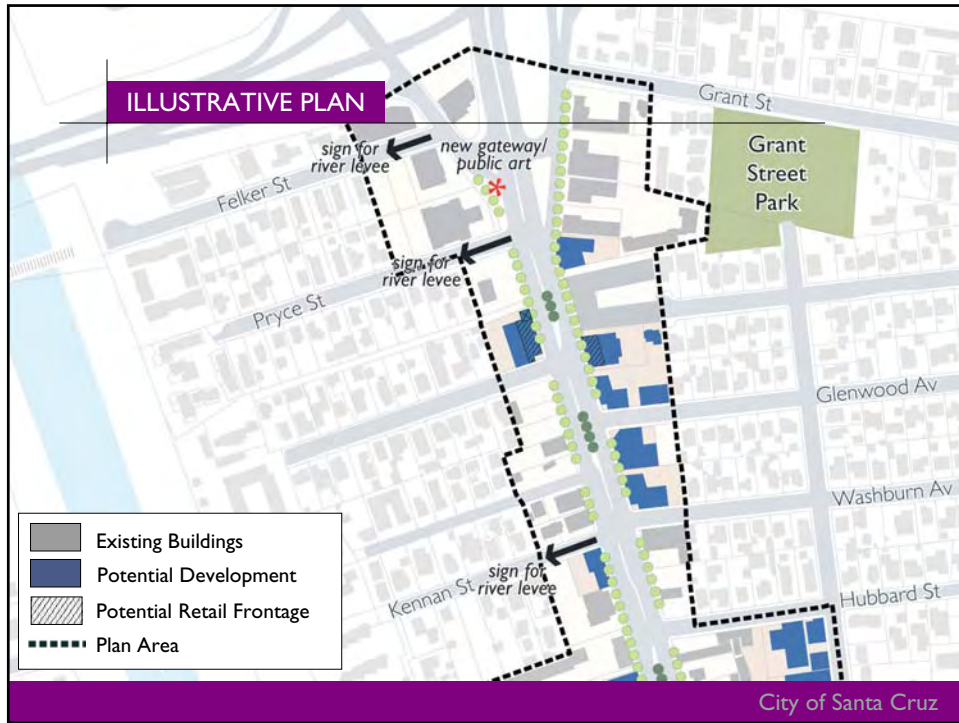 ILLUSTRATIVE PLAN
Grant St
sign for
river levee
new gateway/
public art
Grant
Street
Park
Felker St
sign for
river levee
Pryce St
Glenwood Av
Washburn Av
sign for
river levee
Kennan St
Hubbard St
Existing Buildings
Potential Development
Potential Retail Frontage
Plan Area
City of Santa Cruz